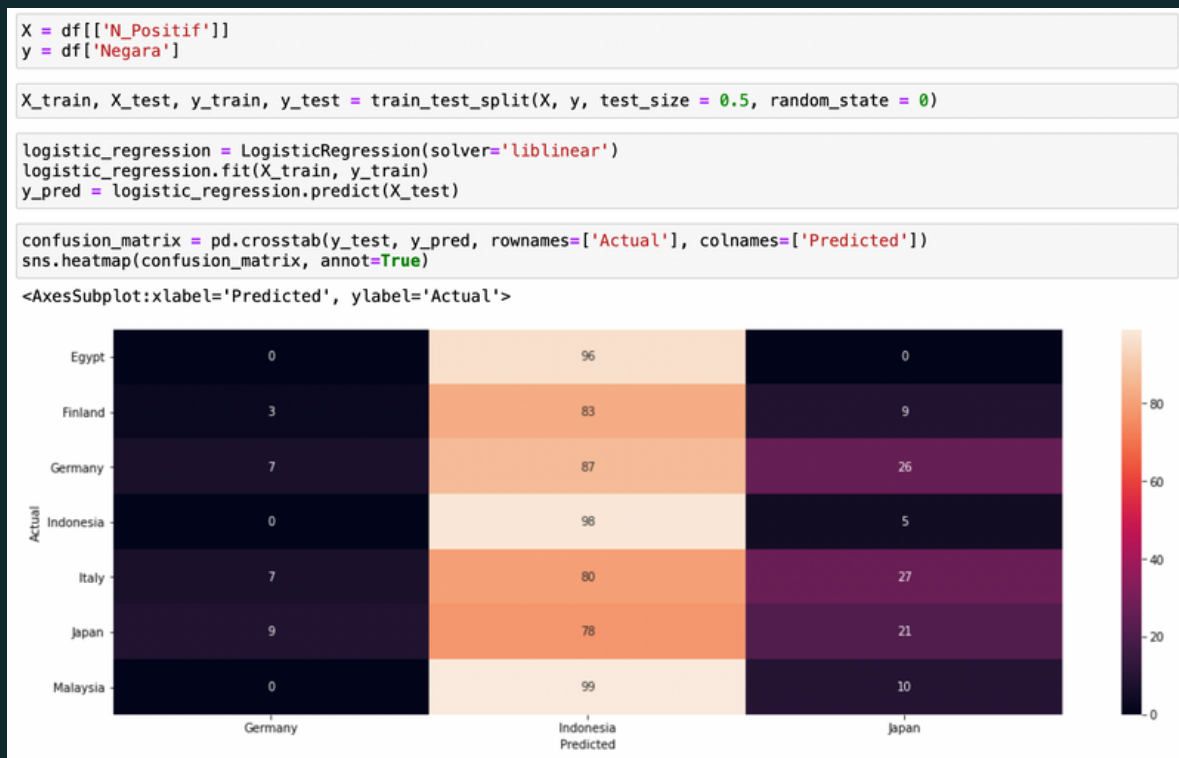 X = df[['N_Positif']]
y = df['Negara']
X_train, X_test, y_train, y_test = train_test_split(X, y, test_size = 0.5, random_state = 0)
logistic_regression = LogisticRegression(solver='liblinear')
logistic_regression.fit(X_train, y_train)
y_pred = logistic_regression.predict(X_test)
confusion_matrix = pd.crosstab(y_test, y_pred, rownames=['Actual'], colnames=['Predicted'])
sns.heatmap(confusion_matrix, annot=True)
<AxesSubplot:xlabel='Predicted', ylabel='Actual'>
Actual
Egypt 0 96 0
Finland 3 83 9
Germany 7 87 26
Indonesia 0 98 5
Italy 7 80 27
Japan 9 78 21
Malaysia 0 99 10
Germany Indonesia Japan
Predicted
80
60
40
20
0